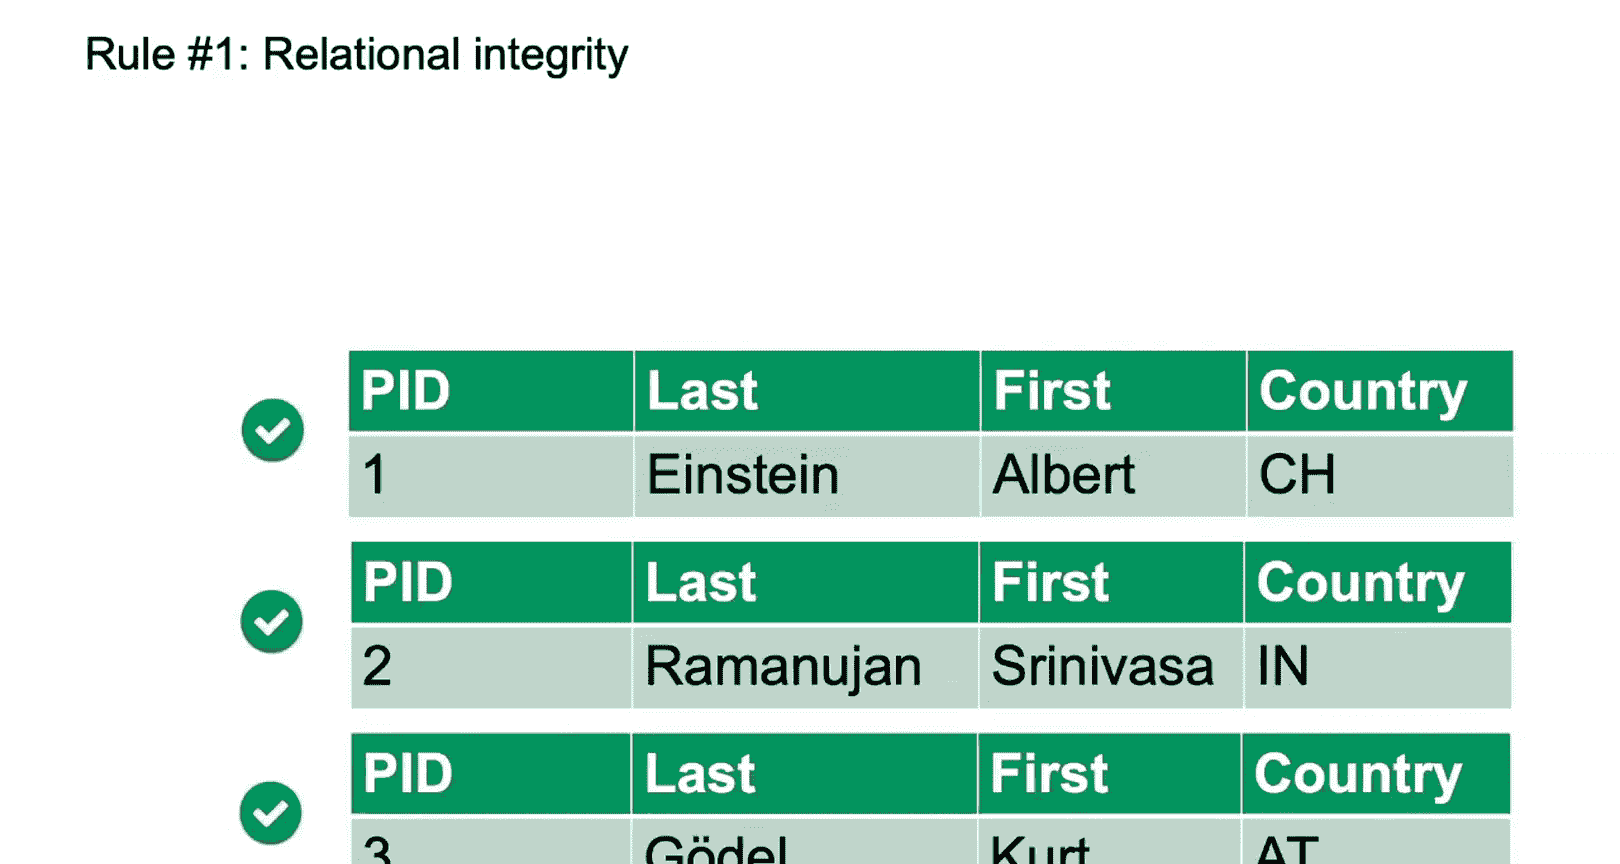 Rule #1: Relational integrity
PID Last First Country
1 Einstein Albert CH
PID Last First Country
2 Ramanujan Srinivasa IN
PID Last First Country
3 Gödel Kurt AT